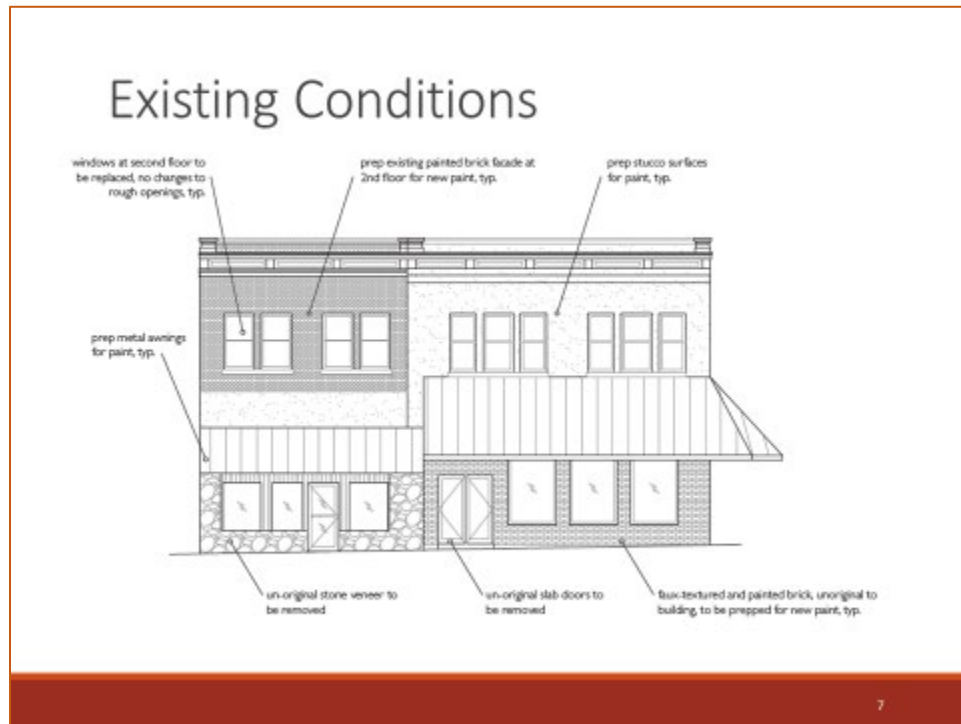 Existing Conditions
windows at second floor to
be replaced, no changes to
rough openings, typ.
prep existing painted brick facade at
2nd floor for new paint, typ.
prep stucco surfaces
for paint, typ.
prep metal awnings
for paint, typ.
un-original stone veneer to
be removed
un-original slab doors to
be removed
faux-textured and painted brick, unoriginal to
building, to be prepped for new paint, typ.
7